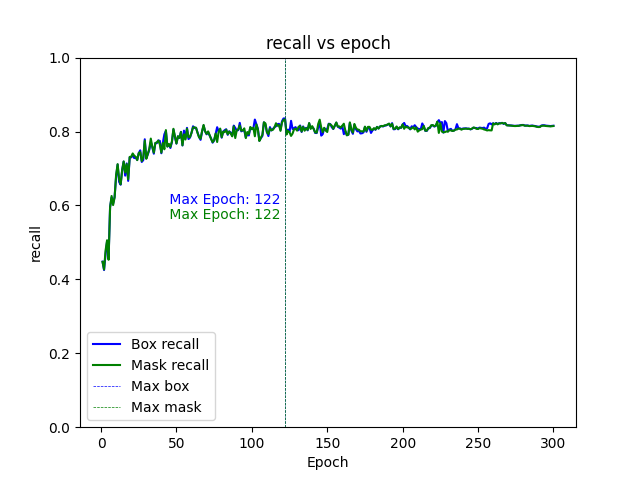 recall vs epoch
1.0
0.8
0.6
0.4
0.2
0.0
recall
Max Epoch: 122
Max Epoch: 122
Box recall
Mask recall
Max box
Max mask
0 50 100 150 200 250 300
Epoch